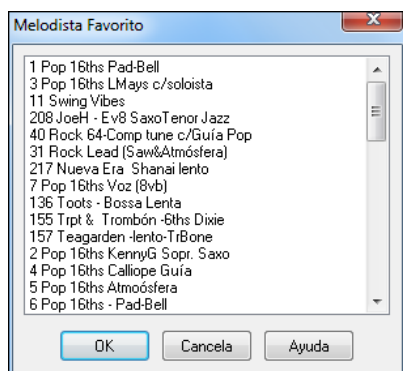 Melodista Favorito
1 Pop 16ths Pad-Bell
3 Pop 16ths LMays c/soloista
11 Swing Vibes
208 JoeH - Ev8 SaxoTenor Jazz
40 Rock 64-Comp tune c/Guía Pop
31 Rock Lead (Saw&Atmósfera)
217 Nueva Era  Shanai lento
7 Pop 16ths Voz (8vb)
136 Toots - Bossa Lenta
155 Trpt &  Trombón -6ths Dixie
157 Teagarden -lento-TrBone
2 Pop 16ths KennyG Sopr. Saxo
4 Pop 16ths Calliope Guía
5 Pop 16ths Atmoósfera
6 Pop 16ths - Pad-Bell
OK Cancela Ayuda